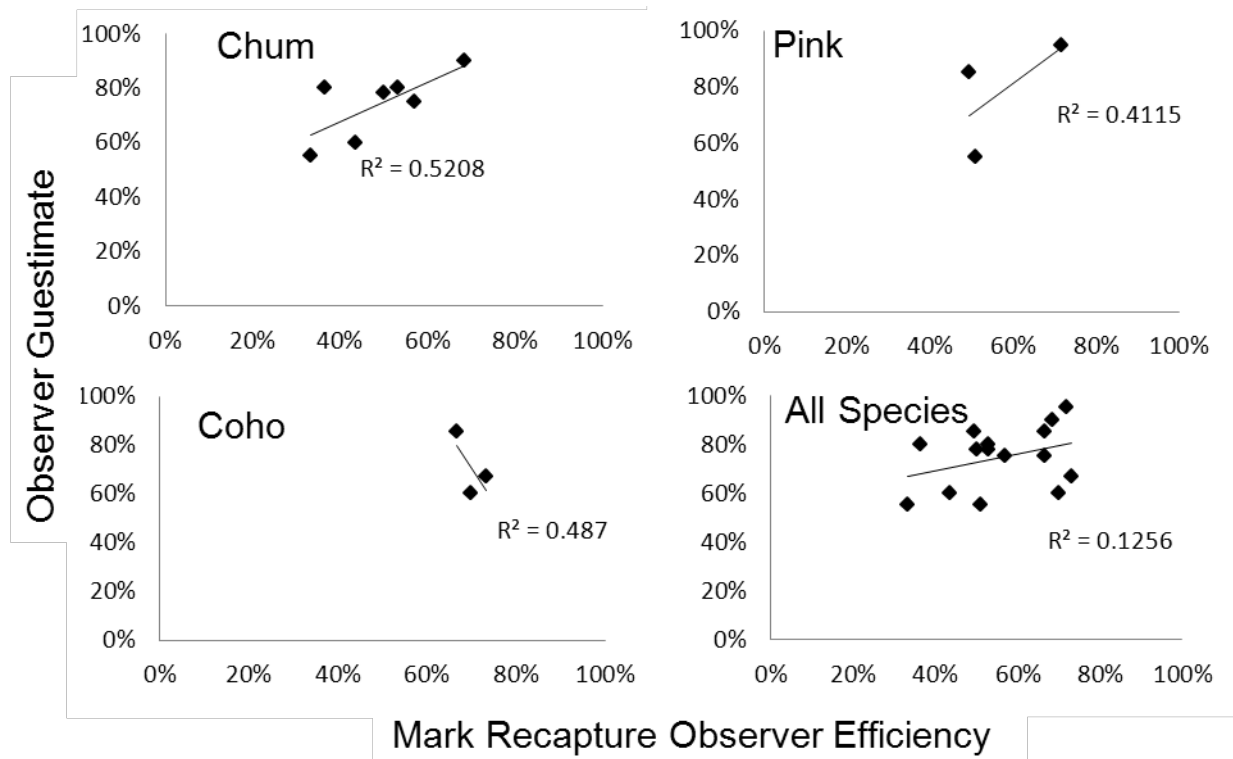 Observer Guestimate
Chum
100%
80%
60%
40%
20%
0%
0% 20% 40% 60% 80% 100%
R² = 0.5208
Pink
100%
80%
60%
40%
20%
0%
0% 20% 40% 60% 80% 100%
R² = 0.4115
Coho
100%
80%
60%
40%
20%
0%
0% 20% 40% 60% 80% 100%
R² = 0.487
All Species
100%
80%
60%
40%
20%
0%
0% 20% 40% 60% 80% 100%
R² = 0.1256
Mark Recapture Observer Efficiency